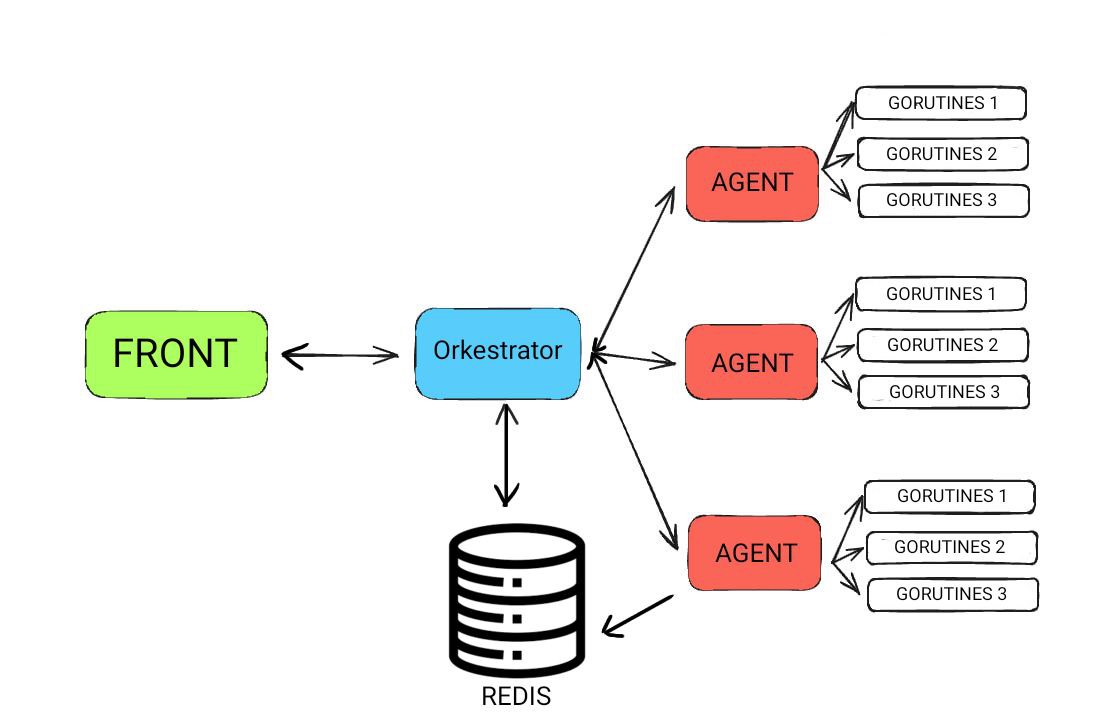 FRONT
Orkestrator
REDIS
AGENT
GORUTINES 1
GORUTINES 2
GORUTINES 3
AGENT
GORUTINES 1
GORUTINES 2
GORUTINES 3
AGENT
GORUTINES 1
GORUTINES 2
GORUTINES 3